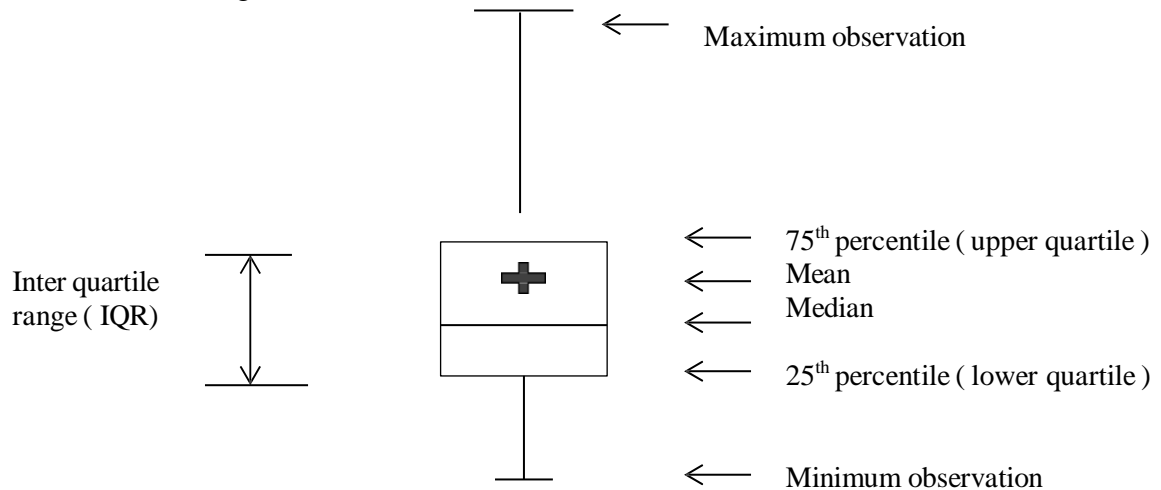 Maximum observation
75th percentile ( upper quartile )
Mean
Inter quartile
range ( IQR)
Median
25th percentile ( lower quartile )
Minimum observation